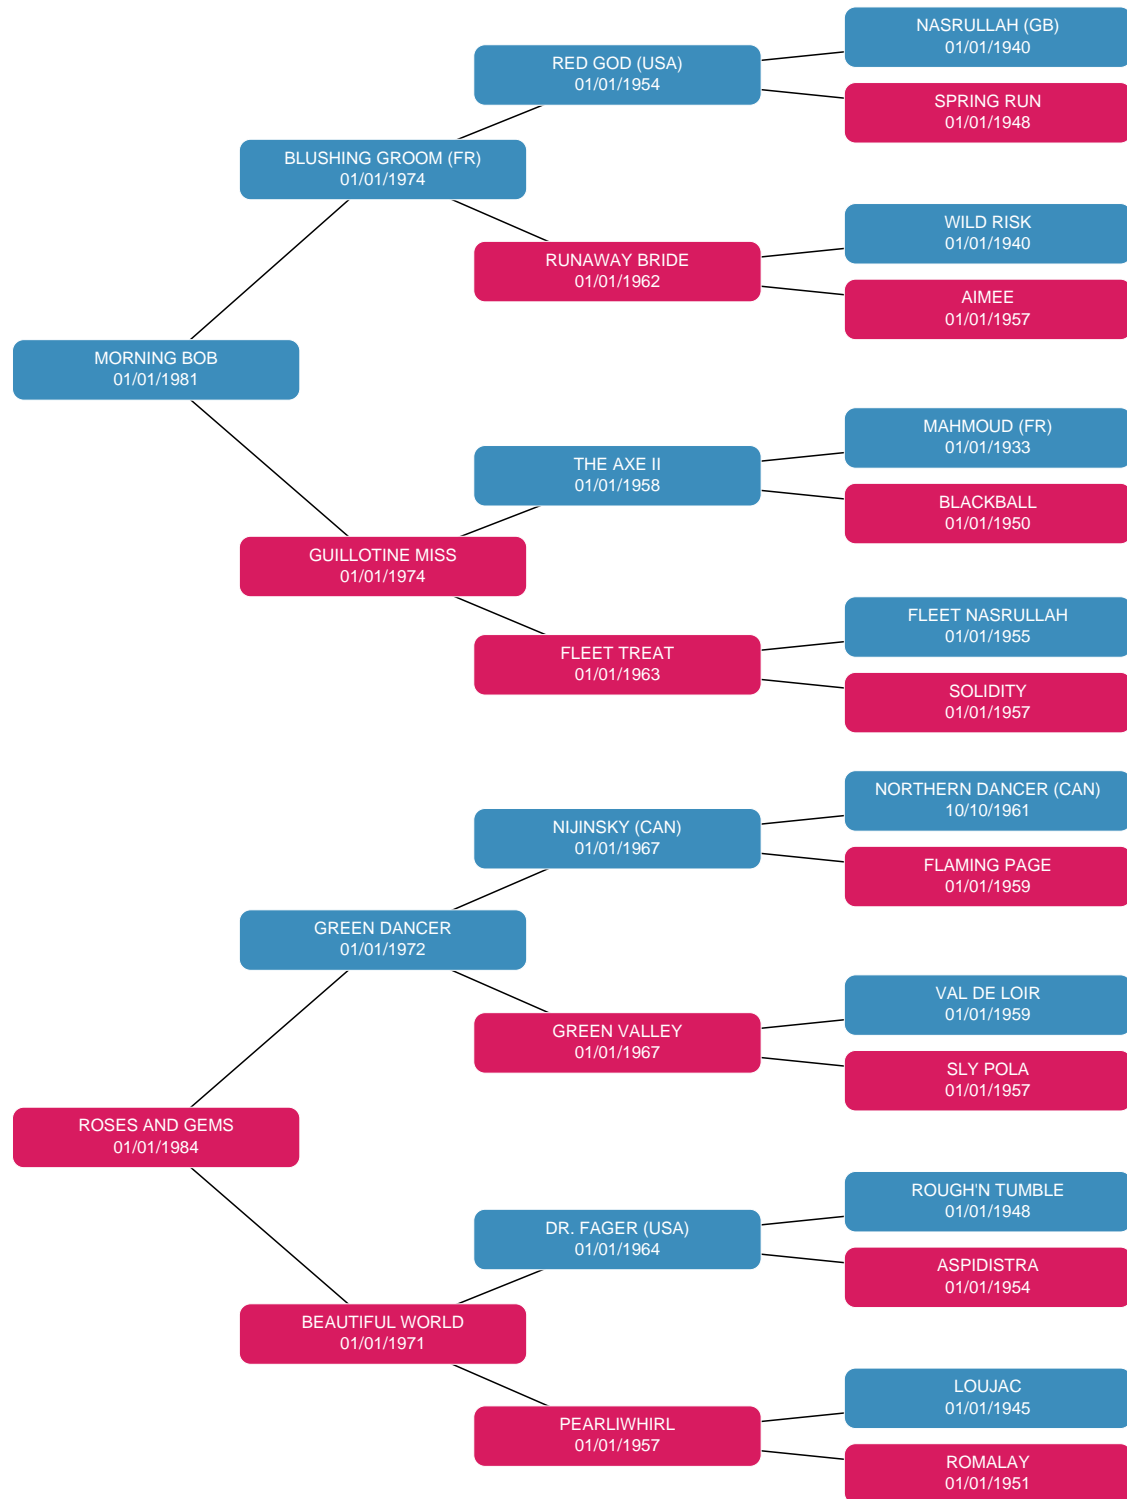 NASRULLAH (GB)
01/01/1940
RED GOD (USA)
01/01/1954
SPRING RUN
01/01/1948
BLUSHING GROOM (FR)
01/01/1974
WILD RISK
01/01/1940
RUNAWAY BRIDE
01/01/1962
AIMEE
01/01/1957
MORNING BOB
01/01/1981
MAHMOUD (FR)
01/01/1933
THE AXE II
01/01/1958
BLACKBALL
01/01/1950
GUILLOTINE MISS
01/01/1974
FLEET NASRULLAH
01/01/1955
FLEET TREAT
01/01/1963
SOLIDITY
01/01/1957
NORTHERN DANCER (CAN)
10/10/1961
NIJINSKY (CAN)
01/01/1967
FLAMING PAGE
01/01/1959
GREEN DANCER
01/01/1972
VAL DE LOIR
01/01/1959
GREEN VALLEY
01/01/1967
SLY POLA
01/01/1957
ROSES AND GEMS
01/01/1984
ROUGH'N TUMBLE
01/01/1948
DR. FAGER (USA)
01/01/1964
ASPIDISTRA
01/01/1954
BEAUTIFUL WORLD
01/01/1971
LOUJAC
01/01/1945
PEARLIWHIRL
01/01/1957
ROMALAY
01/01/1951